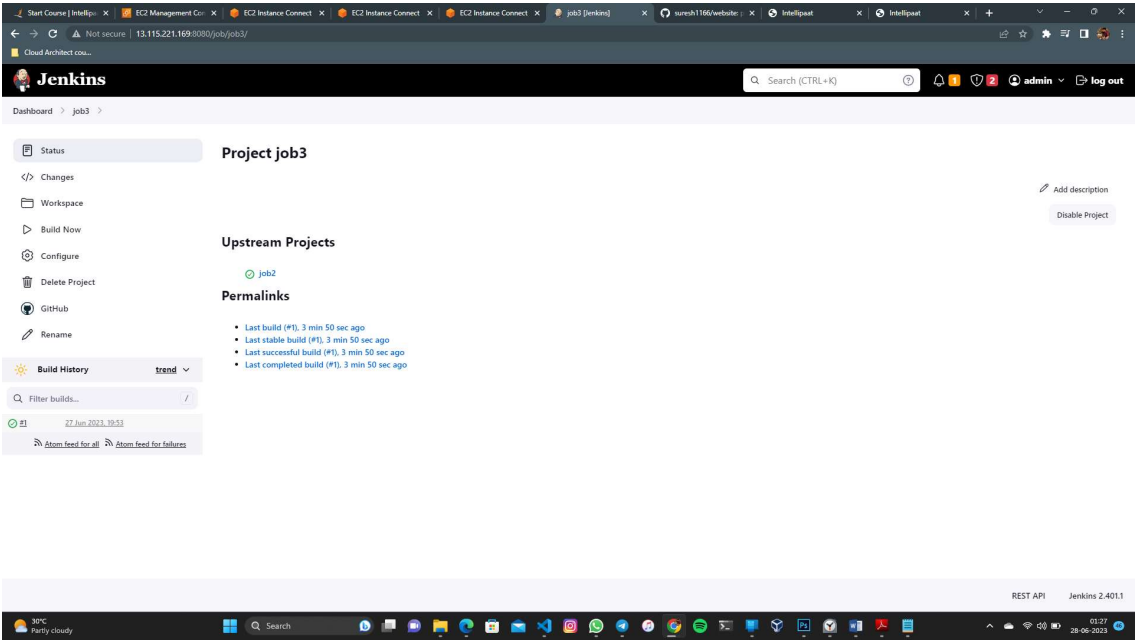 Start Course | Intellipa
EC2 Management Con
EC2 Instance Connect
EC2 Instance Connect
EC2 Instance Connect
job3 [Jenkins]
suresh1166/website: p
Intellipaat
Intellipaat
Not secure | 13.115.221.169:8080/job/job3/
Cloud Architect cou...
Jenkins
Search (CTRL+K)
1
2
admin
log out
Dashboard > job3 >
Status
Changes
Workspace
Build Now
Configure
Delete Project
GitHub
Rename
Build History trend
Filter builds... /
#1 27 Jun 2023, 19:53
Atom feed for all Atom feed for failures
Project job3
Add description
Disable Project
Upstream Projects
job2
Permalinks
Last build (#1), 3 min 50 sec ago
Last stable build (#1), 3 min 50 sec ago
Last successful build (#1), 3 min 50 sec ago
Last completed build (#1), 3 min 50 sec ago
REST API Jenkins 2.401.1
30°C
Partly cloudy
Search
01:27
28-06-2023